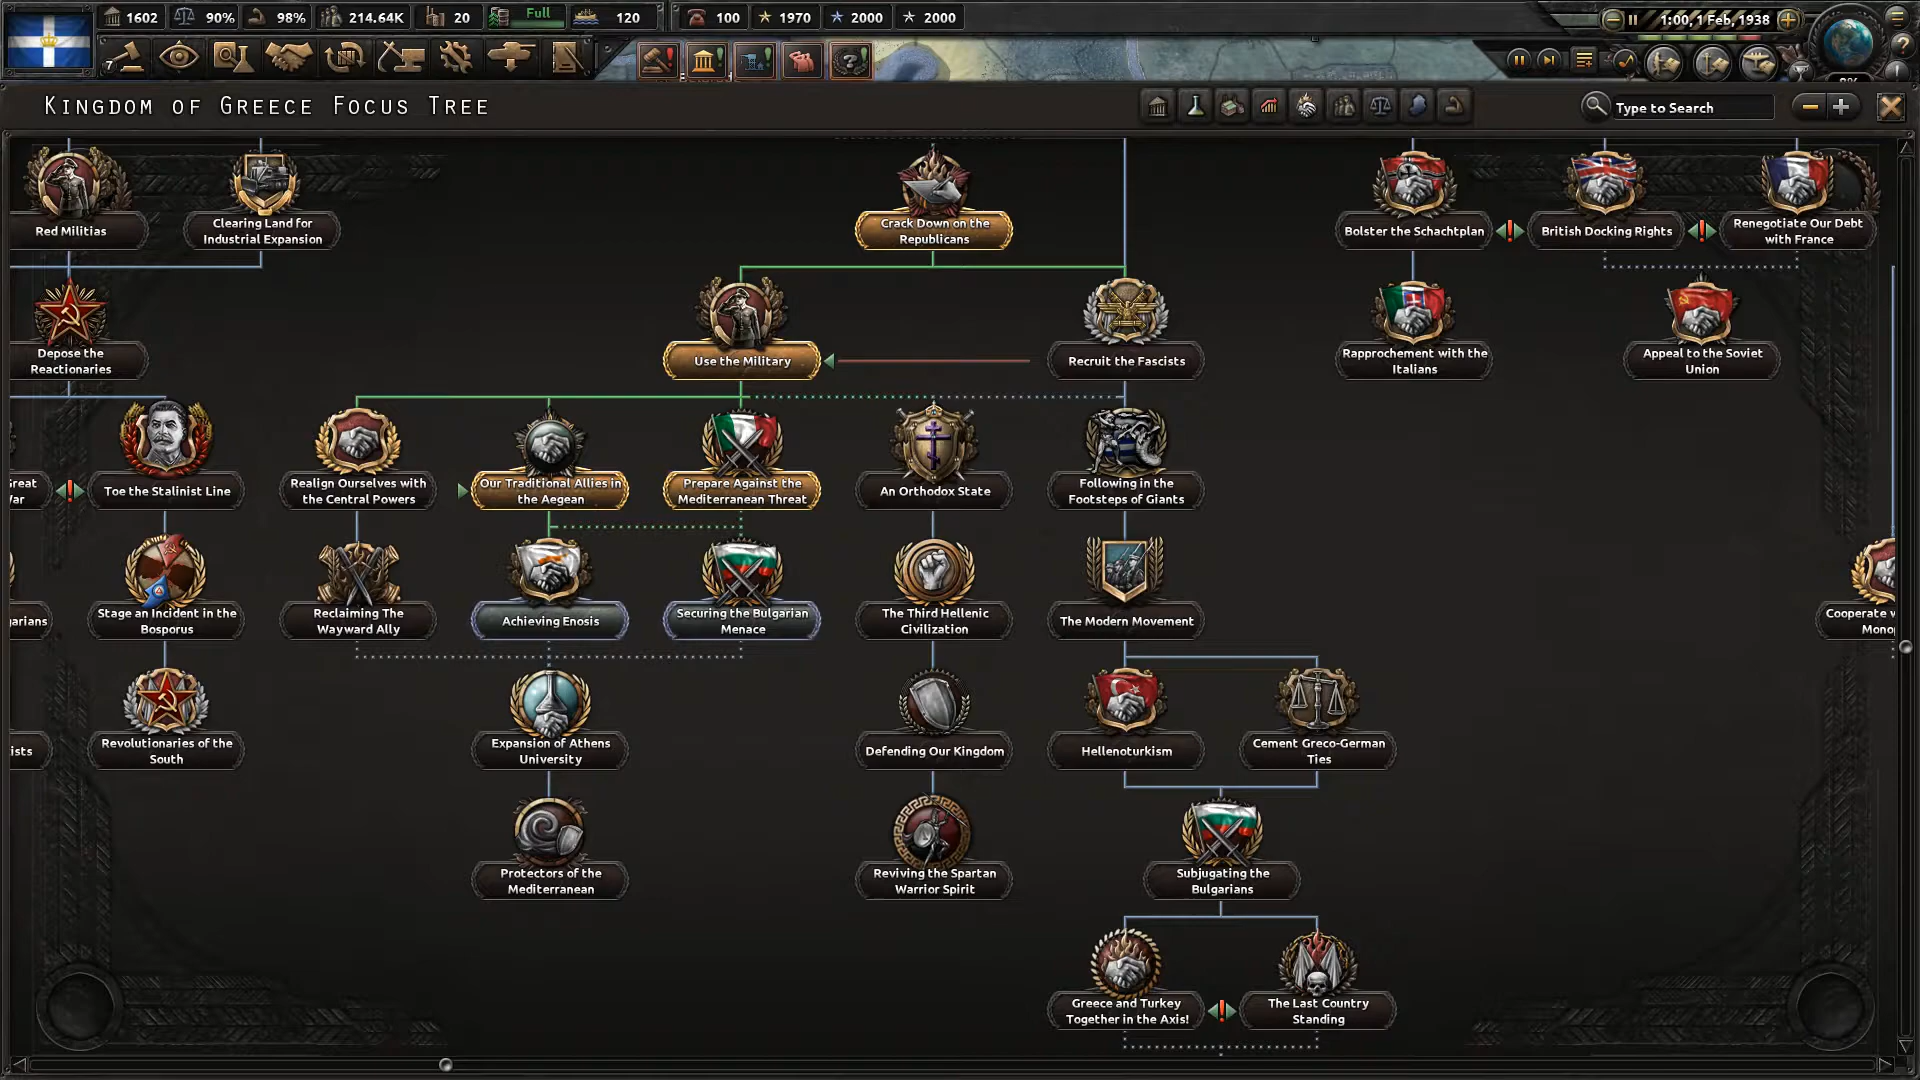 1602
90%
98%
214.64K
20
Full
120
100
1970
2000
2000
1:00, 1 Feb, 1938
7
Kingdom of Greece Focus Tree
Type to Search
Red Militias
Clearing Land for
Industrial Expansion
Crack Down on the
Republicans
Bolster the Schachtplan
British Docking Rights
Renegotiate Our Debt
with France
Depose the
Reactionaries
Use the Military
Recruit the Fascists
Rapprochement with the
Italians
Appeal to the Soviet
Union
Toe the Stalinist Line
Realign Ourselves with
the Central Powers
Our Traditional Allies in
the Aegean
Prepare Against the
Mediterranean Threat
An Orthodox State
Following in the
Footsteps of Giants
Stage an Incident in the
Bosporus
Reclaiming The
Wayward Ally
Achieving Enosis
Securing the Bulgarian
Menace
The Third Hellenic
Civilization
The Modern Movement
Cooperate
Revolutionaries of the
South
Expansion of Athens
University
Defending Our Kingdom
Hellenoturkism
Cement Greco-German
Ties
Protectors of the
Mediterranean
Reviving the Spartan
Warrior Spirit
Subjugating the
Bulgarians
Greece and Turkey
Together in the Axis!
The Last Country
Standing